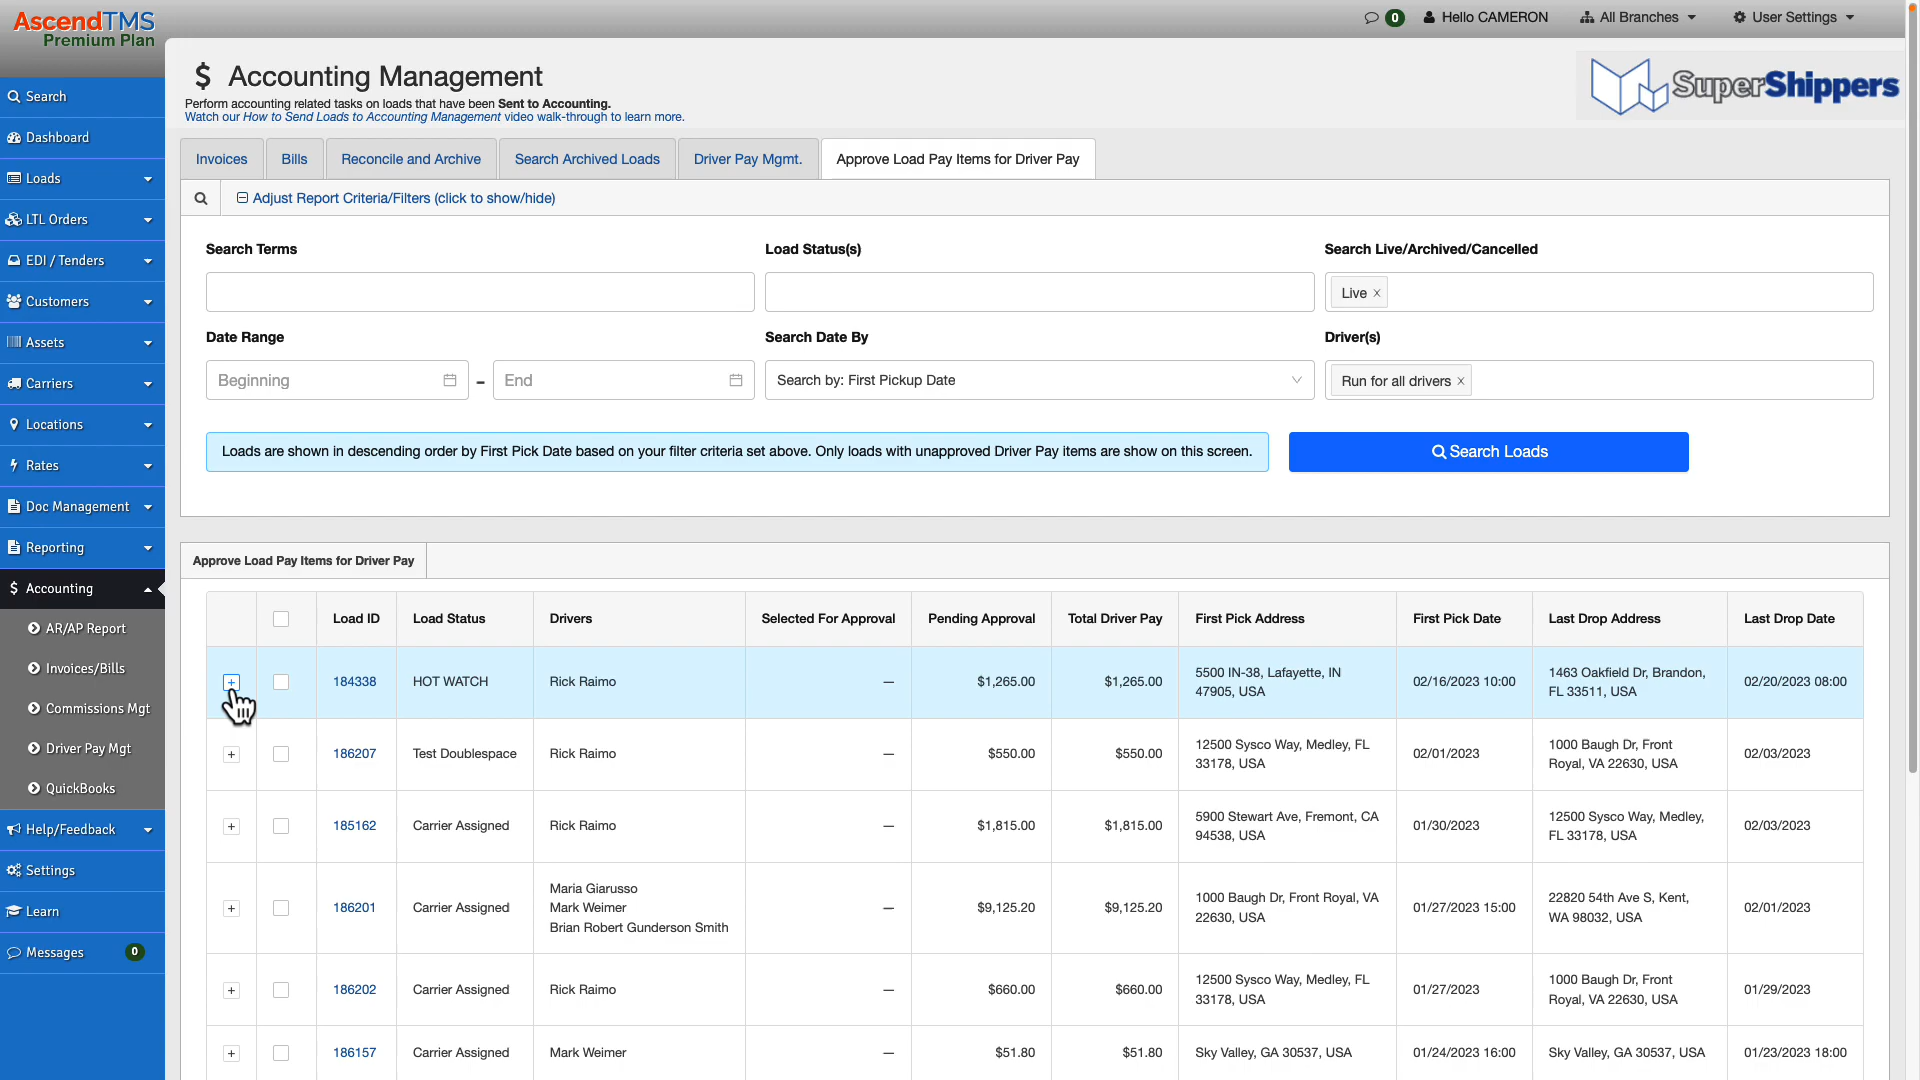 AscendTMS
Premium Plan
0
Hello CAMERON
All Branches
User Settings
Search
Dashboard
Loads
LTL Orders
EDI / Tenders
Customers
Assets
Carriers
Locations
Rates
Doc Management
Reporting
$ Accounting
AR/AP Report
Invoices/Bills
Commissions Mgt
Driver Pay Mgt
QuickBooks
Help/Feedback
Settings
Learn
Messages 0
$ Accounting Management
Perform accounting related tasks on loads that have been Sent to Accounting.
Watch our How to Send Loads to Accounting Management video walk-through to learn more.
SuperShippers
Invoices Bills Reconcile and Archive Search Archived Loads Driver Pay Mgmt. Approve Load Pay Items for Driver Pay
Adjust Report Criteria/Filters (click to show/hide)
Search Terms Load Status(s) Search Live/Archived/Cancelled
Live ×
Date Range Search Date By Driver(s)
Beginning – End Search by: First Pickup Date Run for all drivers ×
Loads are shown in descending order by First Pick Date based on your filter criteria set above. Only loads with unapproved Driver Pay items are show on this screen.
Search Loads
Approve Load Pay Items for Driver Pay
Load ID Load Status Drivers Selected For Approval Pending Approval Total Driver Pay First Pick Address First Pick Date Last Drop Address Last Drop Date
+ 184338 HOT WATCH Rick Raimo — $1,265.00 $1,265.00 5500 IN-38, Lafayette, IN 02/16/2023 10:00 1463 Oakfield Dr, Brandon, 02/20/2023 08:00
47905, USA FL 33511, USA
+ 186207 Test Doublespace Rick Raimo — $550.00 $550.00 12500 Sysco Way, Medley, FL 02/01/2023 1000 Baugh Dr, Front 02/03/2023
33178, USA Royal, VA 22630, USA
+ 185162 Carrier Assigned Rick Raimo — $1,815.00 $1,815.00 5900 Stewart Ave, Fremont, CA 01/30/2023 12500 Sysco Way, Medley, 02/03/2023
94538, USA FL 33178, USA
Maria Giarusso
+ 186201 Carrier Assigned Mark Weimer — $9,125.20 $9,125.20 1000 Baugh Dr, Front Royal, VA 01/27/2023 15:00 22820 54th Ave S, Kent, 02/01/2023
Brian Robert Gunderson Smith 22630, USA WA 98032, USA
+ 186202 Carrier Assigned Rick Raimo — $660.00 $660.00 12500 Sysco Way, Medley, FL 01/27/2023 1000 Baugh Dr, Front 01/29/2023
33178, USA Royal, VA 22630, USA
+ 186157 Carrier Assigned Mark Weimer — $51.80 $51.80 Sky Valley, GA 30537, USA 01/24/2023 16:00 Sky Valley, GA 30537, USA 01/23/2023 18:00